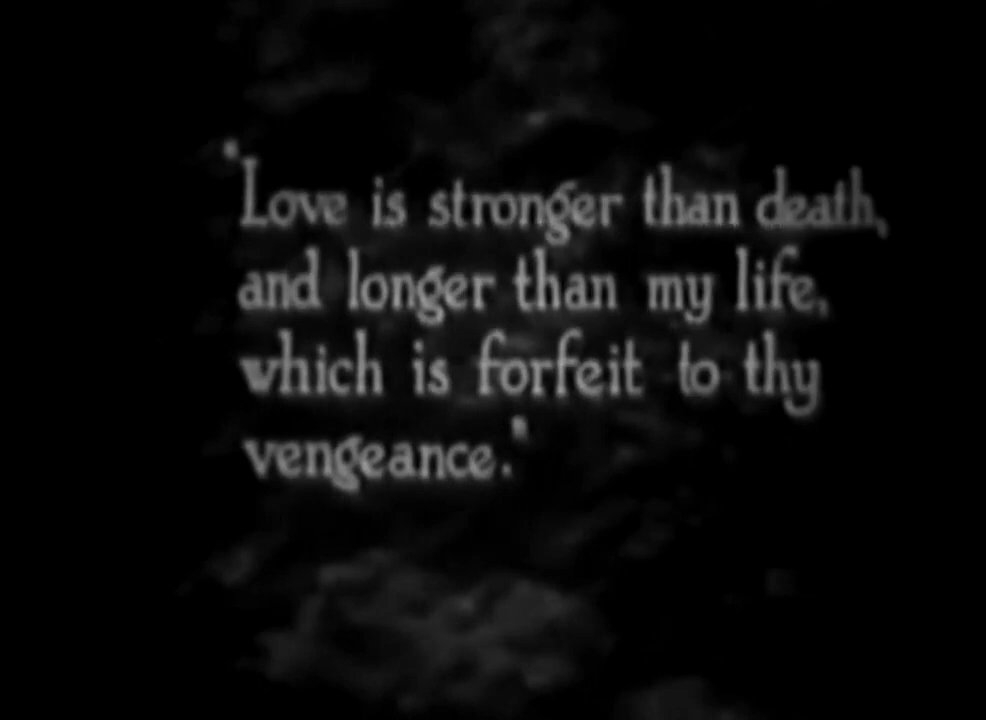 "Love is stronger than death,
and longer than my life,
which is forfeit to thy
vengeance."